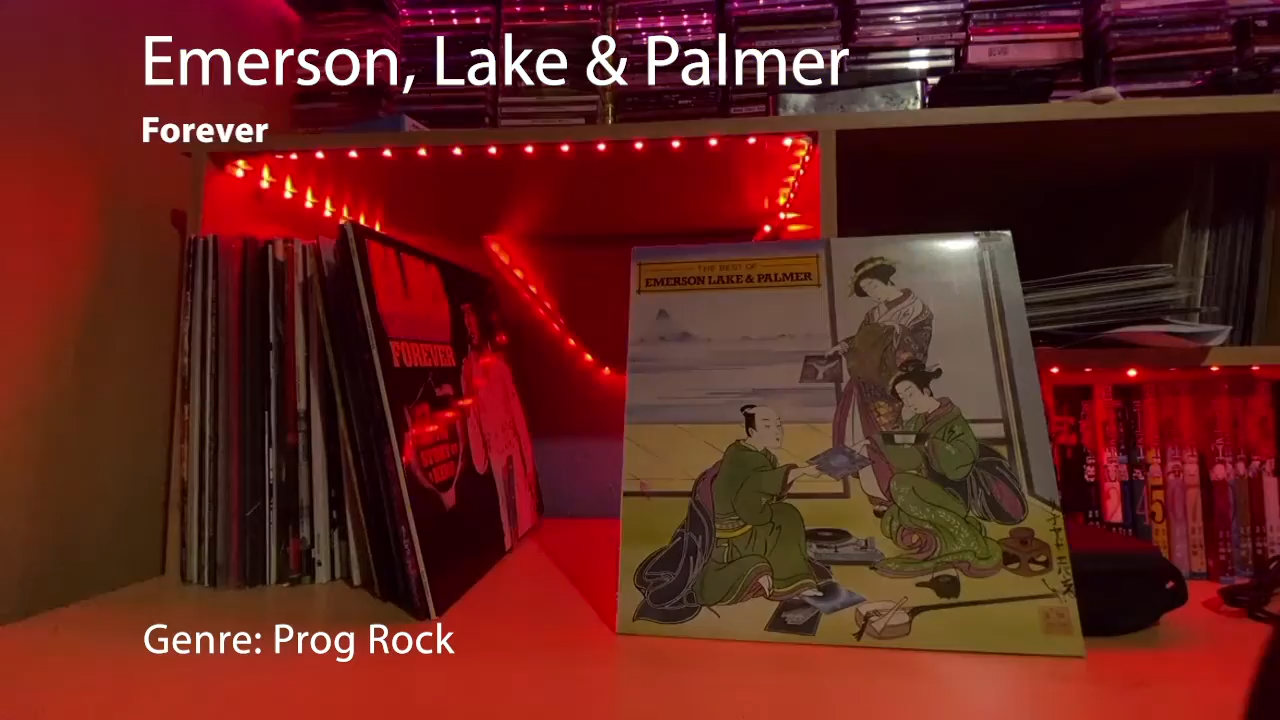 Emerson, Lake & Palmer
Forever
THE BEST OF
EMERSON LAKE & PALMER
FOREVER
Genre: Prog Rock